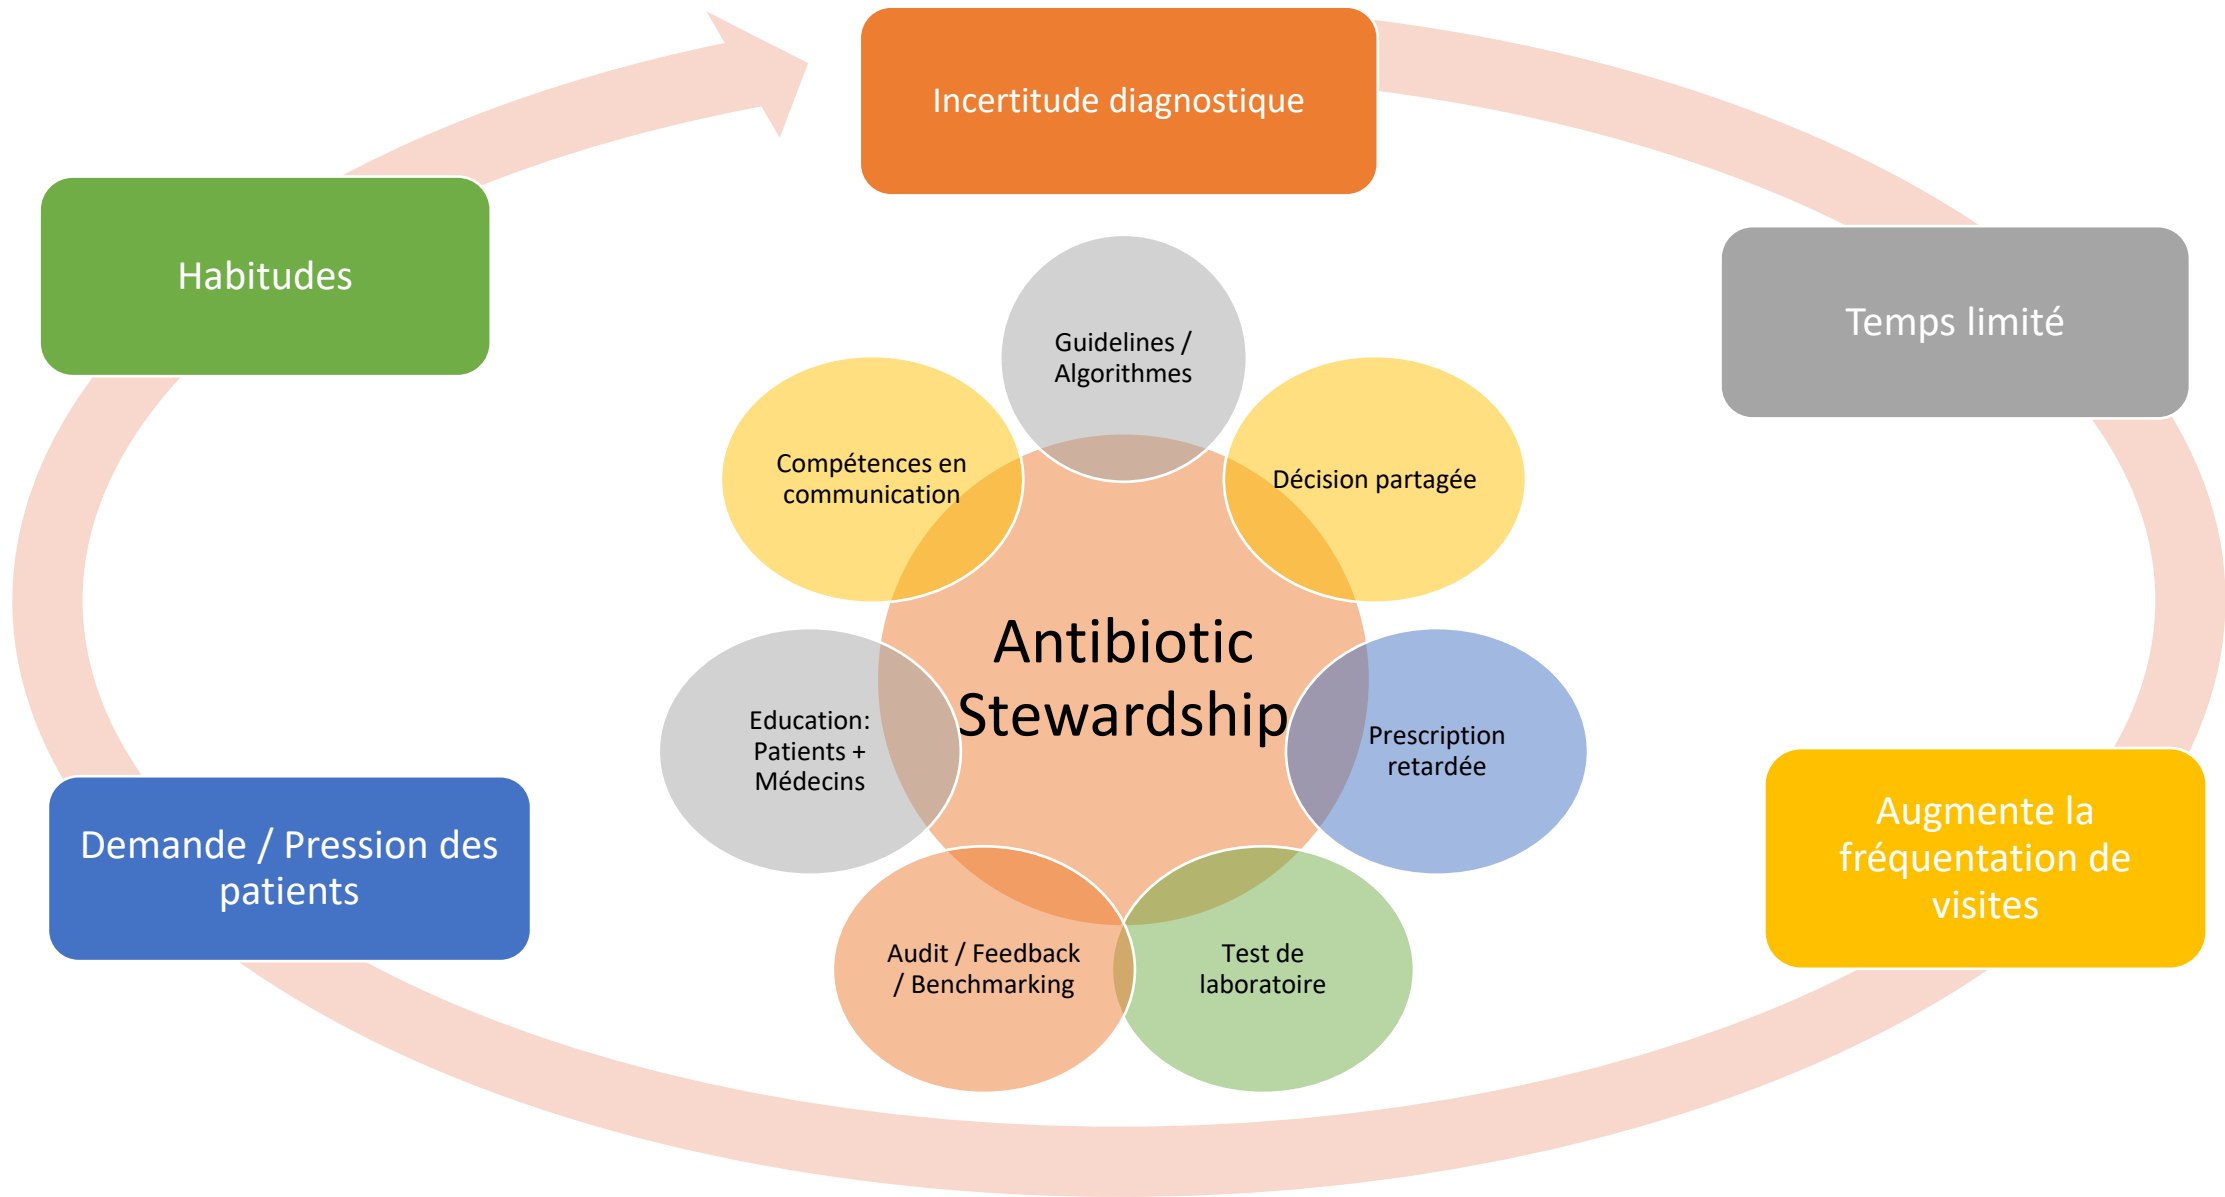 Incertitude diagnostique
Habitudes
Temps limité
Guidelines /
Algorithmes
Compétences en
communication
Décision partagée
Antibiotic
Stewardship
Education:
Patients +
Médecins
Prescription
retardée
Demande / Pression des
patients
Augmente la
fréquentation de
visites
Audit / Feedback
/ Benchmarking
Test de
laboratoire